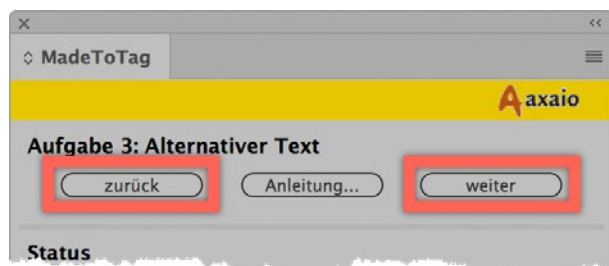 MadeToTag
axaio
Aufgabe 3: Alternativer Text
zurück Anleitung... weiter
Status